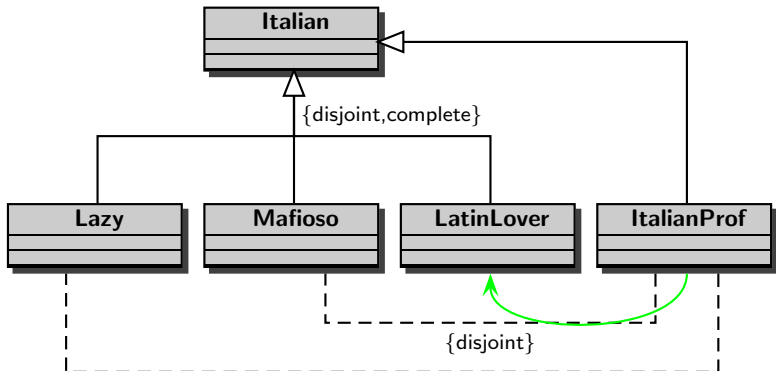 Italian
{disjoint,complete}
Lazy
Mafioso
LatinLover
ItalianProf
{disjoint}